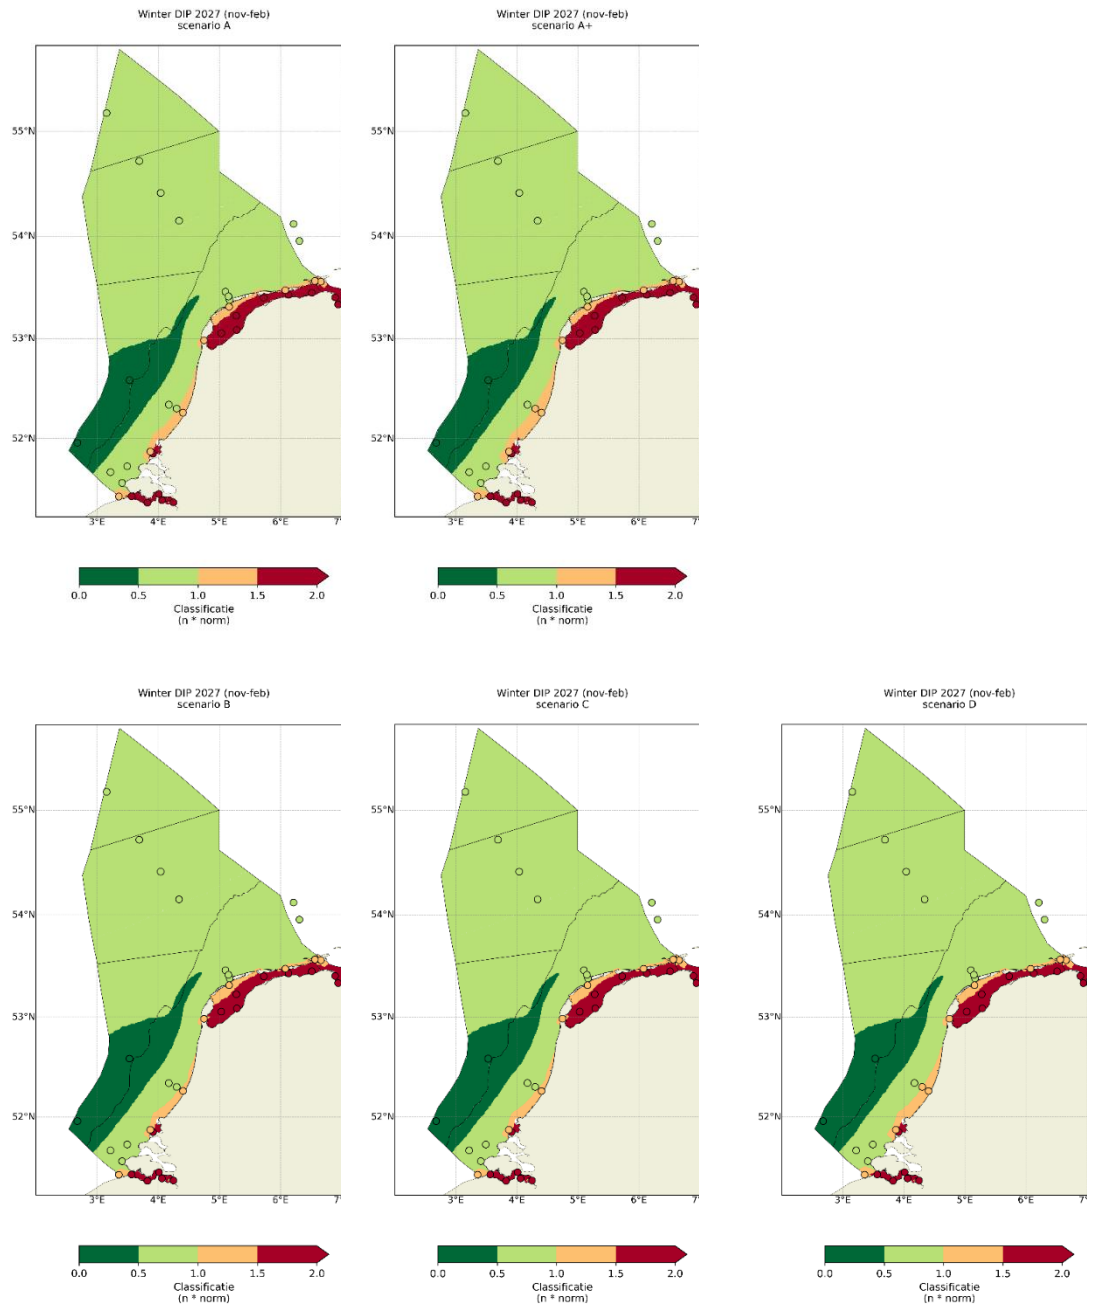 Winter DIP 2027 (nov-feb)
scenario A
55°N
54°N
53°N
52°N
3°E 4°E 5°E 6°E 7°
0.0 0.5 1.0 1.5 2.0
Classificatie
(n * norm)
Winter DIP 2027 (nov-feb)
scenario A+
55°N
54°N
53°N
52°N
3°E 4°E 5°E 6°E 7°
0.0 0.5 1.0 1.5 2.0
Classificatie
(n * norm)
Winter DIP 2027 (nov-feb)
scenario B
55°N
54°N
53°N
52°N
3°E 4°E 5°E 6°E 7°
0.0 0.5 1.0 1.5 2.0
Classificatie
(n * norm)
Winter DIP 2027 (nov-feb)
scenario C
55°N
54°N
53°N
52°N
3°E 4°E 5°E 6°E 7°
0.0 0.5 1.0 1.5 2.0
Classificatie
(n * norm)
Winter DIP 2027 (nov-feb)
scenario D
55°N
54°N
53°N
52°N
3°E 4°E 5°E 6°E 7°
0.0 0.5 1.0 1.5 2.0
Classificatie
(n * norm)